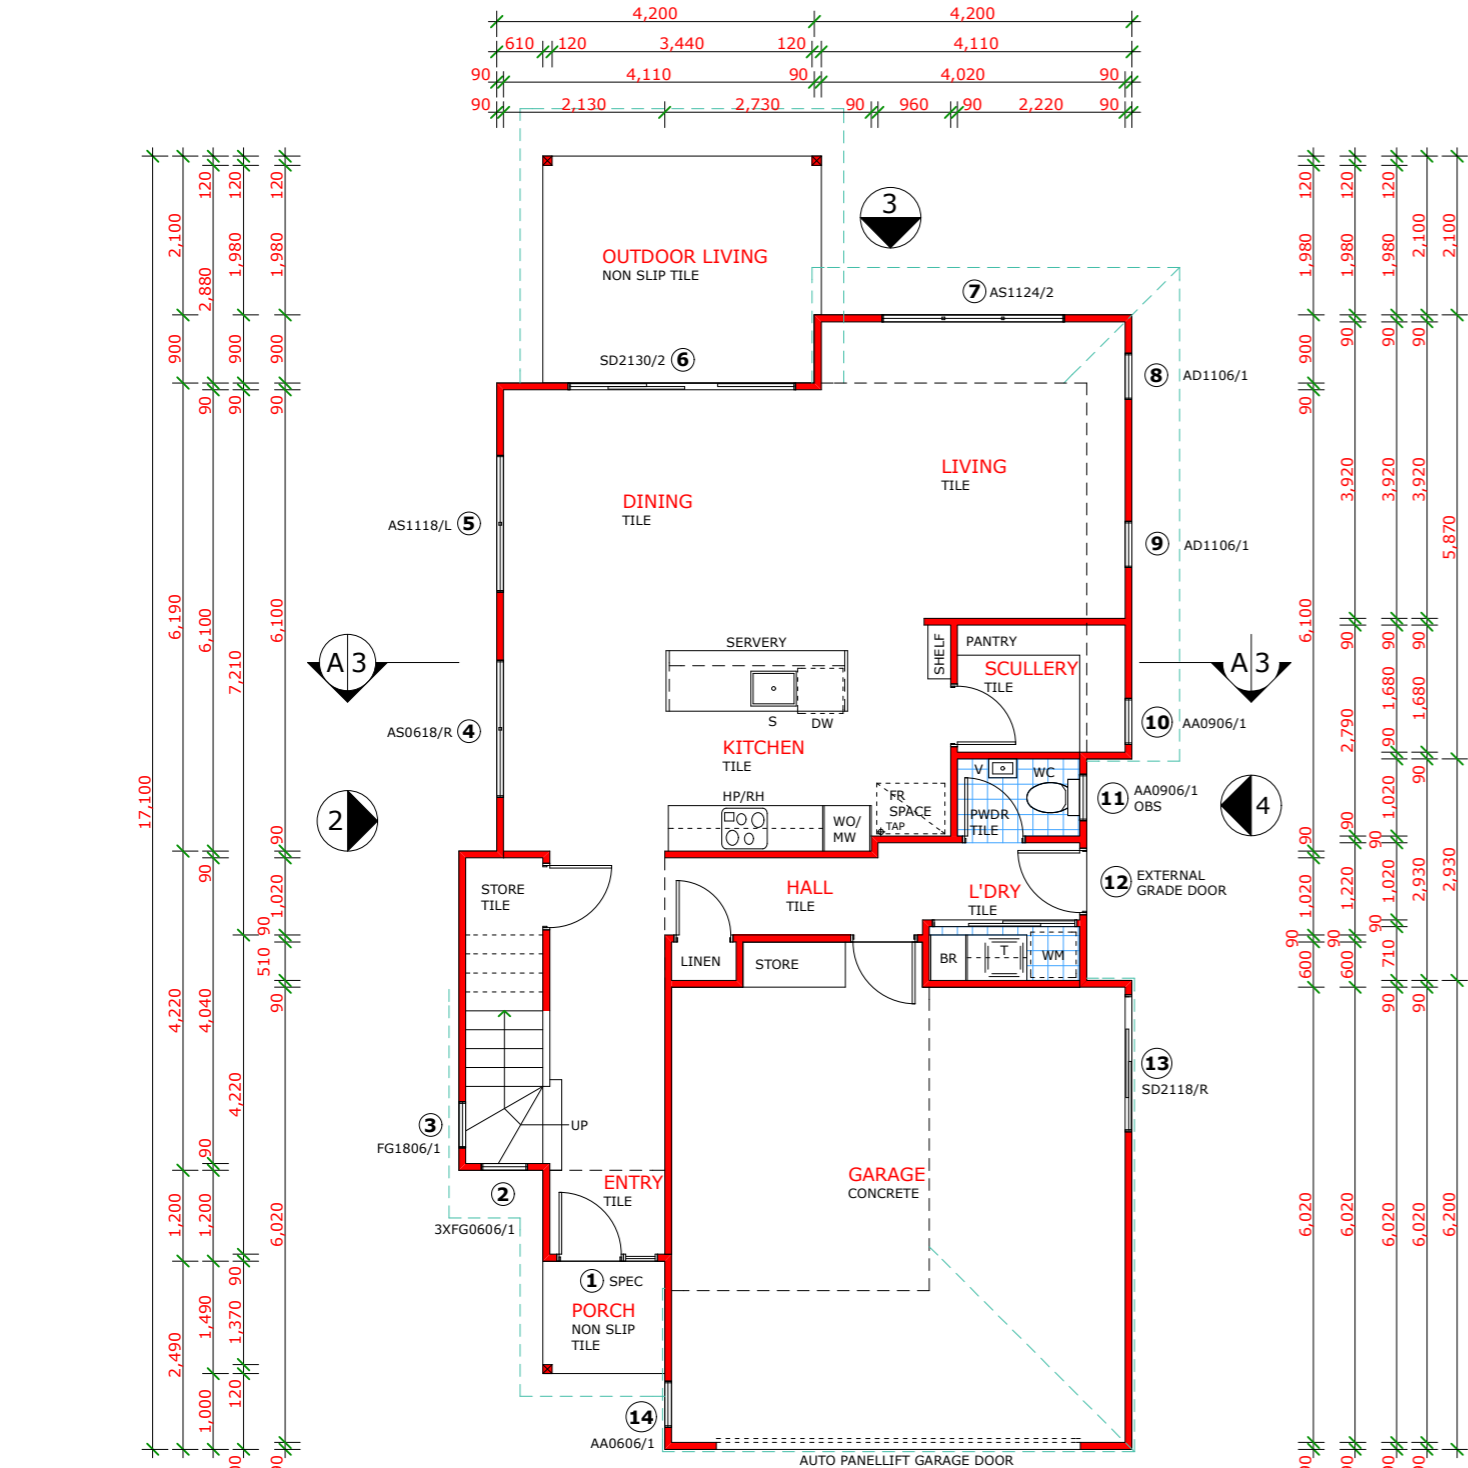 4,200 4,200
610 120 3,440 120 4,110
90 4,110 90 4,020 90
90 2,130 2,730 90 960 90 2,220 90
17,100
2,100 900 6,190 4,220 1,200 2,490
120 2,880 90 6,100 90 4,040 90 1,200 1,490 1,000
120 1,980 900 90 7,210 4,220 90 1,370 120
120 1,980 900 6,100 90 1,020 90 510 90 6,020
3
OUTDOOR LIVING
NON SLIP TILE
7 AS1124/2
SD2130/2 6
8 AD1106/1
LIVING
TILE
DINING
TILE
AS1118/L 5
9 AD1106/1
SERVERY
SHELF
PANTRY
SCULLERY
TILE
A 3
A 3
S
DW
AS0618/R 4
10 AA0906/1
KITCHEN
TILE
V
WC
HP/RH
FR
SPACE
TAP
WO/
MW
PWDR
TILE
11 AA0906/1
OBS
2
4
STORE
TILE
HALL
TILE
L'DRY
TILE
12 EXTERNAL
GRADE DOOR
LINEN
STORE
BR
T
WM
13
SD2118/R
3
FG1806/1
UP
2
3XFG0606/1
ENTRY
TILE
GARAGE
CONCRETE
1 SPEC
PORCH
NON SLIP
TILE
14
AA0606/1
AUTO PANELLIFT GARAGE DOOR
120 1,980 900 90 6,100 90 1,020 90 600 6,020
120 1,980 90 3,920 90 2,790 90 1,220 90 600 6,020
120 1,980 90 3,920 90 1,680 90 1,020 90 1,020 90 710 90 6,020
2,100 90 3,920 90 1,680 90 2,930 90 6,020
2,100 5,870 2,930 6,200